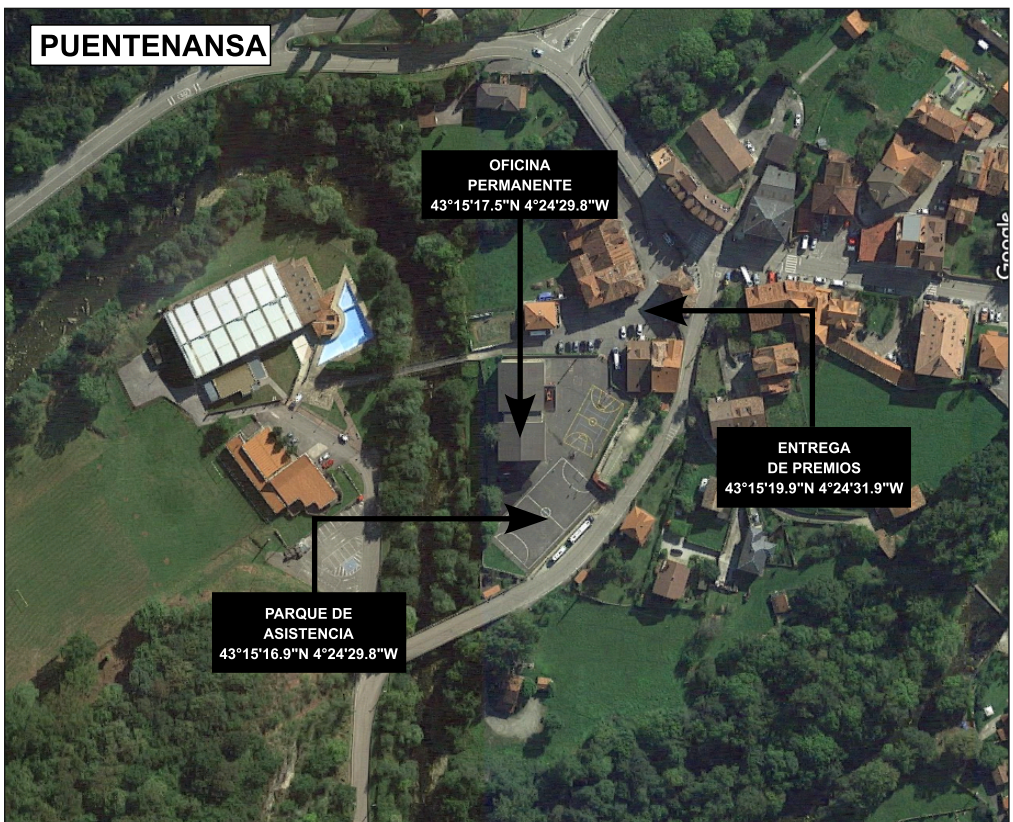 PUENTENANSA
OFICINA
PERMANENTE
43°15'17.5"N 4°24'29.8"W
Google
ENTREGA
DE PREMIOS
43°15'19.9"N 4°24'31.9"W
PARQUE DE
ASISTENCIA
43°15'16.9"N 4°24'29.8"W